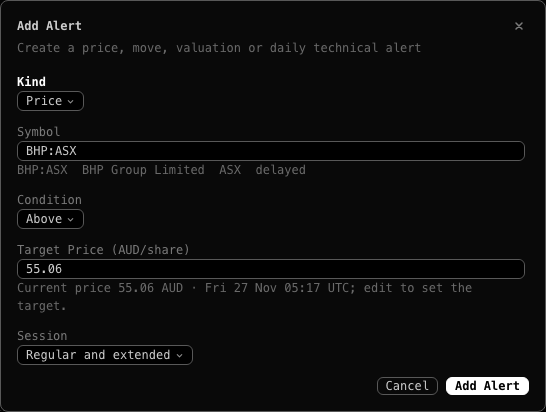 Add Alert ×
Create a price, move, valuation or daily technical alert
Kind
Price
Symbol
BHP:ASX
BHP:ASX BHP Group Limited ASX delayed
Condition
Above
Target Price (AUD/share)
55.06
Current price 55.06 AUD · Fri 27 Nov 05:17 UTC; edit to set the
target.
Session
Regular and extended
Cancel Add Alert